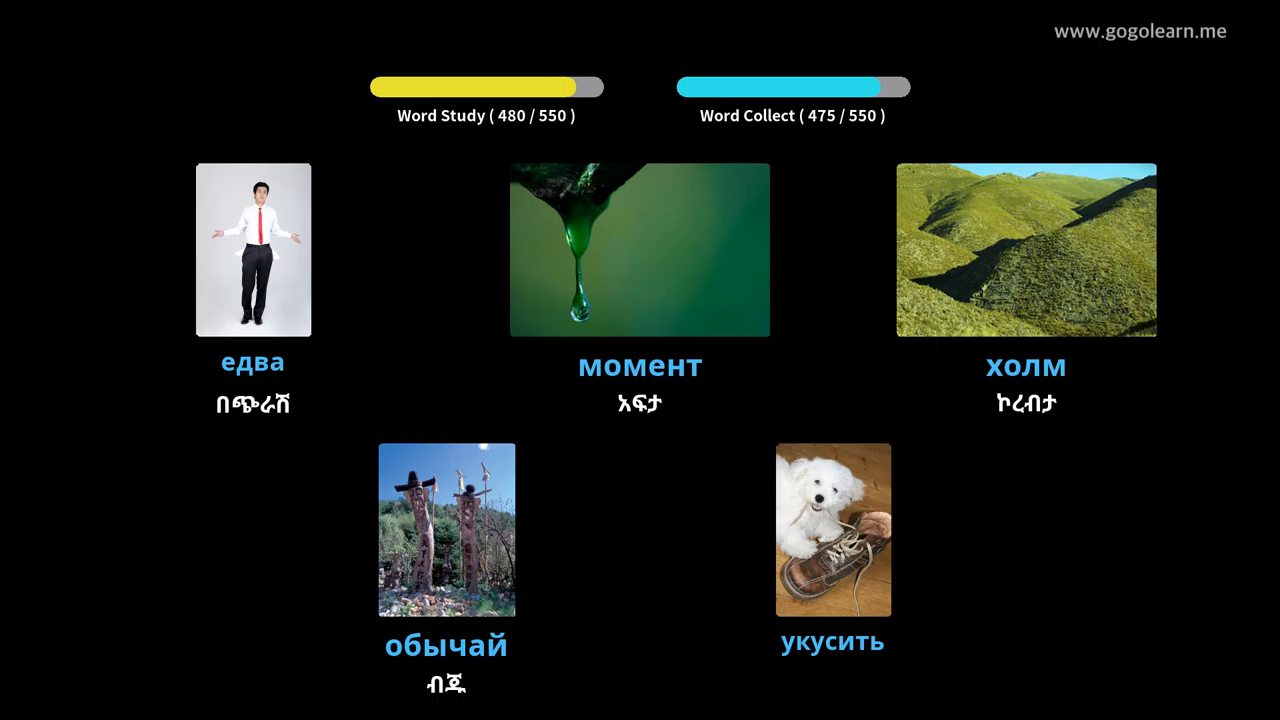 www.gogolearn.me
Word Study ( 480 / 550 )
Word Collect ( 475 / 550 )
едва
በጭራሽ
момент
አፍታ
холм
ኮረብታ
обычай
ብጁ
укусить